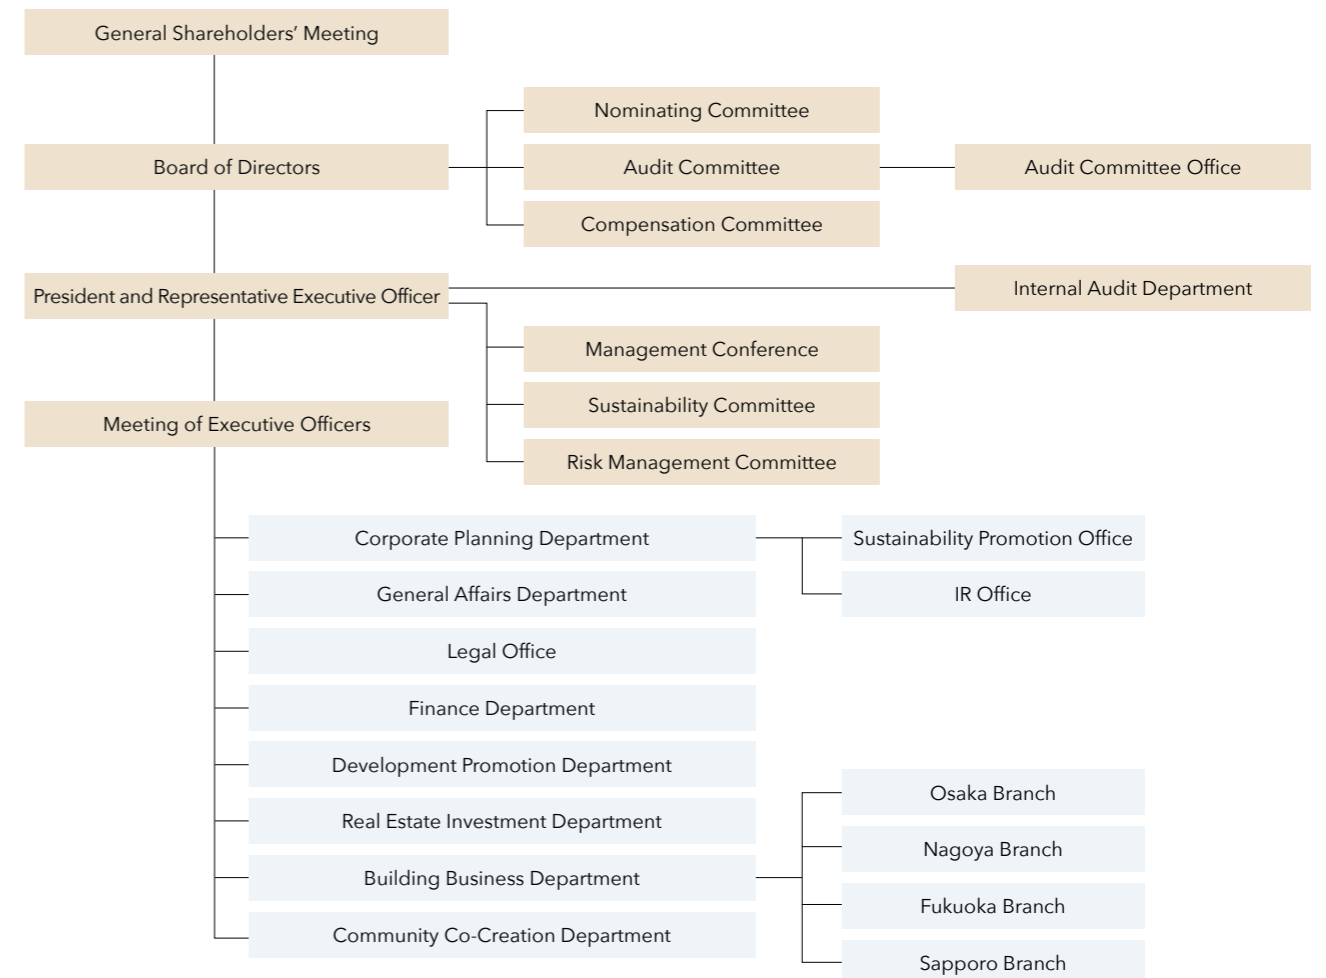 General Shareholders’ Meeting
Nominating Committee
Board of Directors
Audit Committee
Audit Committee Office
Compensation Committee
President and Representative Executive Officer
Internal Audit Department
Management Conference
Sustainability Committee
Meeting of Executive Officers
Risk Management Committee
Corporate Planning Department
Sustainability Promotion Office
General Affairs Department
IR Office
Legal Office
Finance Department
Development Promotion Department
Osaka Branch
Real Estate Investment Department
Nagoya Branch
Building Business Department
Fukuoka Branch
Community Co-Creation Department
Sapporo Branch